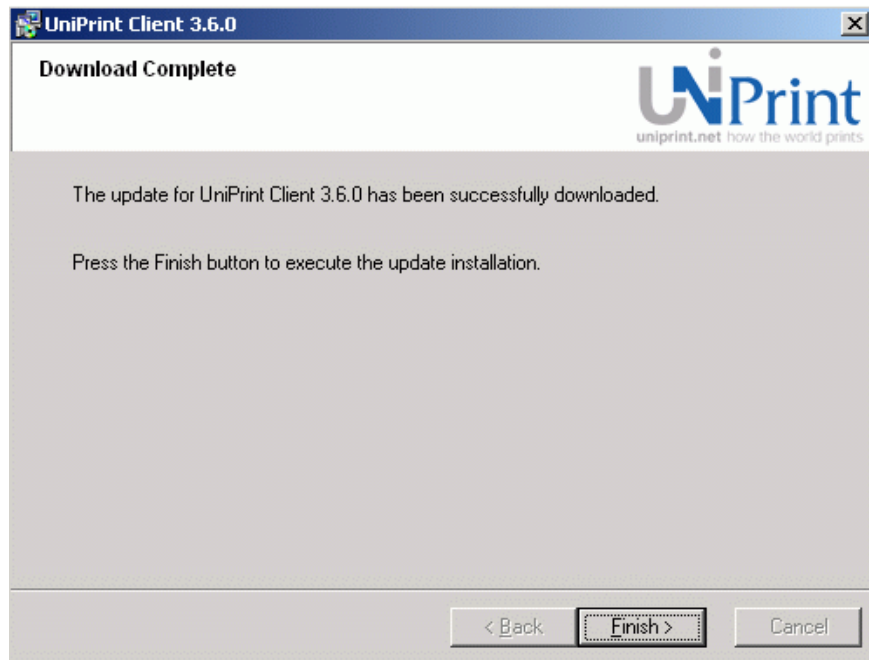 UniPrint Client 3.6.0
Download Complete
UniPrint
uniprint.net how the world prints
The update for UniPrint Client 3.6.0 has been successfully downloaded.
Press the Finish button to execute the update installation.
< Back
Finish >
Cancel